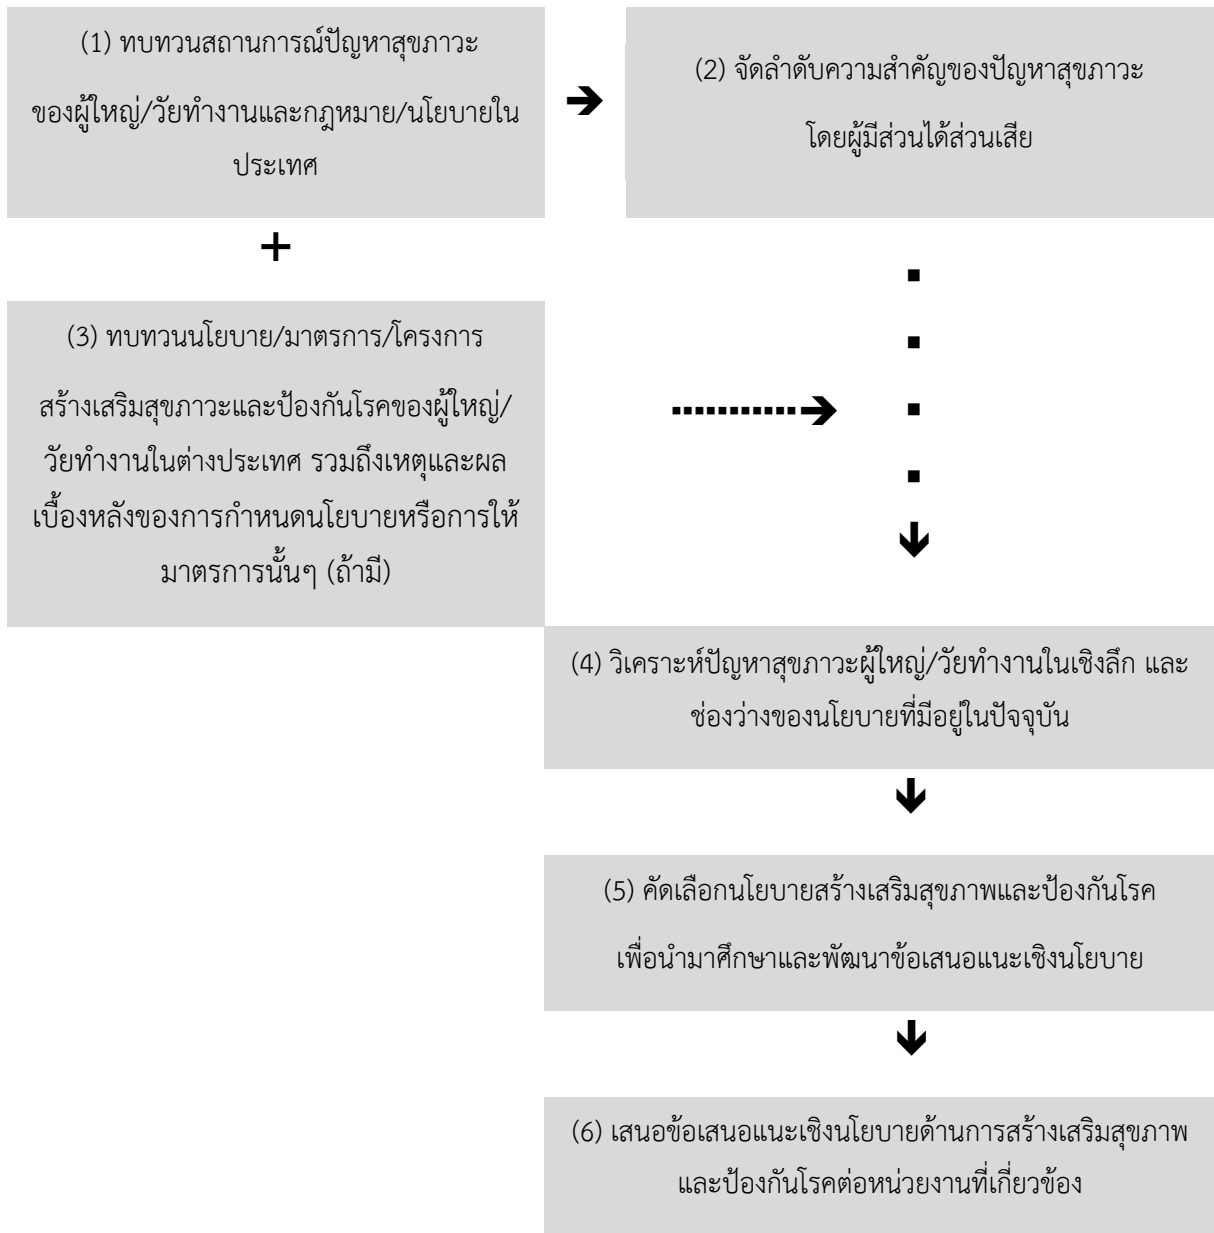 (1) ทบทวนสถานการณ์ปัญหาสุขภาวะ
ของผู้ใหญ่/วัยทำงานและกฎหมาย/นโยบายใน
ประเทศ
(2) จัดลำดับความสำคัญของปัญหาสุขภาวะ
โดยผู้มีส่วนได้ส่วนเสีย
+
(3) ทบทวนนโยบาย/มาตรการ/โครงการ
สร้างเสริมสุขภาวะและป้องกันโรคของผู้ใหญ่/
วัยทำงานในต่างประเทศ รวมถึงเหตุและผล
เบื้องหลังของการกำหนดนโยบายหรือการให้
มาตรการนั้นๆ (ถ้ามี)
(4) วิเคราะห์ปัญหาสุขภาวะผู้ใหญ่/วัยทำงานในเชิงลึก และ
ช่องว่างของนโยบายที่มีอยู่ในปัจจุบัน
(5) คัดเลือกนโยบายสร้างเสริมสุขภาพและป้องกันโรค
เพื่อนำมาศึกษาและพัฒนาข้อเสนอแนะเชิงนโยบาย
(6) เสนอข้อเสนอแนะเชิงนโยบายด้านการสร้างเสริมสุขภาพ
และป้องกันโรคต่อหน่วยงานที่เกี่ยวข้อง